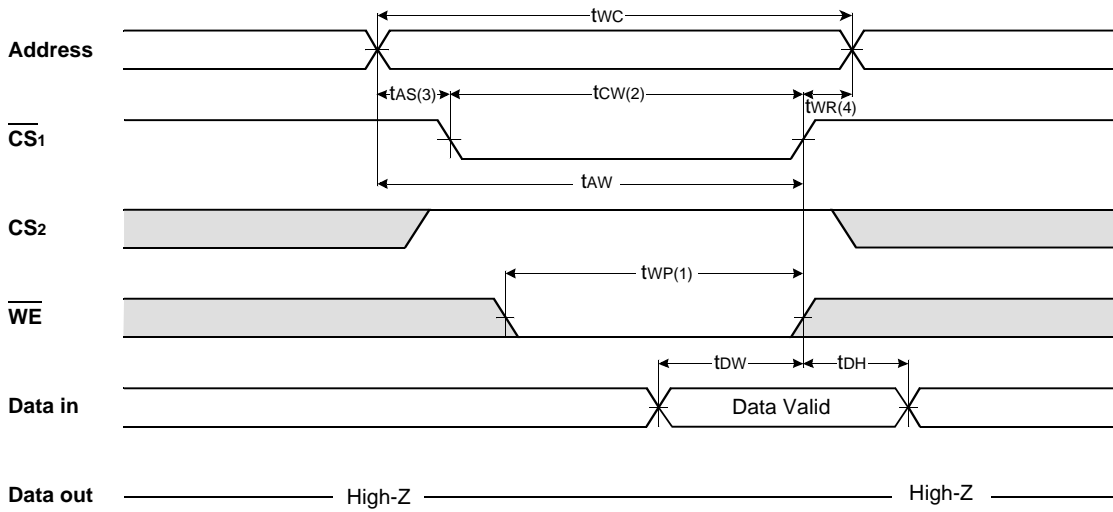 tWC
Address
tAS(3)
tCW(2)
tWR(4)
CS1
tAW
CS2
tWP(1)
WE
tDW
tDH
Data in
Data Valid
Data out
High-Z
High-Z